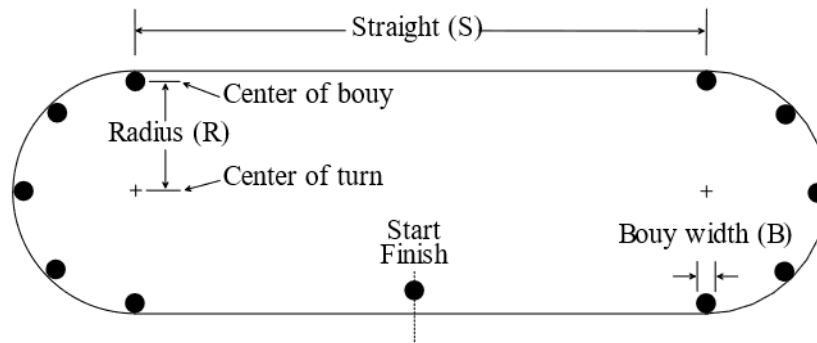 Straight (S)
Center of bouy
Radius (R)
Center of turn
Start
Finish
Bouy width (B)